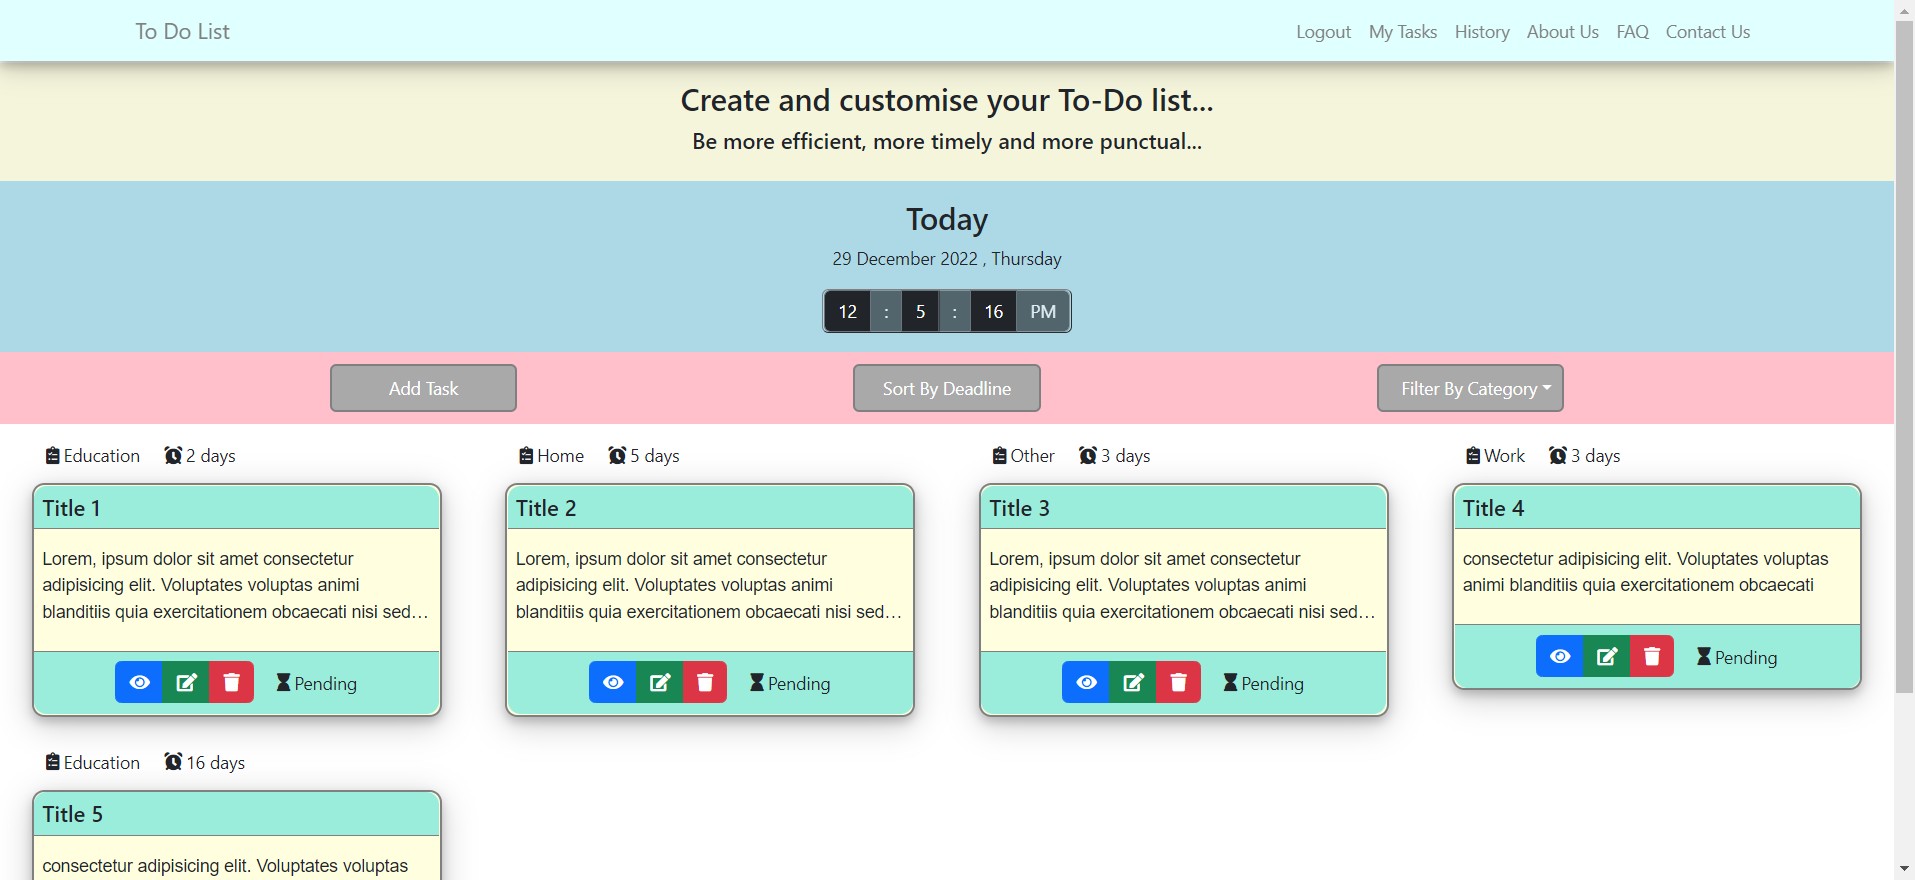 To Do List
Logout My Tasks History About Us FAQ Contact Us
Create and customise your To-Do list...
Be more efficient, more timely and more punctual...
Today
29 December 2022 , Thursday
12 : 5 : 16 PM
Add Task
Sort By Deadline
Filter By Category
Education 2 days
Title 1
Lorem, ipsum dolor sit amet consectetur
adipisicing elit. Voluptates voluptas animi
blanditiis quia exercitationem obcaecati nisi sed…
Pending
Home 5 days
Title 2
Lorem, ipsum dolor sit amet consectetur
adipisicing elit. Voluptates voluptas animi
blanditiis quia exercitationem obcaecati nisi sed…
Pending
Other 3 days
Title 3
Lorem, ipsum dolor sit amet consectetur
adipisicing elit. Voluptates voluptas animi
blanditiis quia exercitationem obcaecati nisi sed…
Pending
Work 3 days
Title 4
consectetur adipisicing elit. Voluptates voluptas
animi blanditiis quia exercitationem obcaecati
Pending
Education 16 days
Title 5
consectetur adipisicing elit. Voluptates voluptas